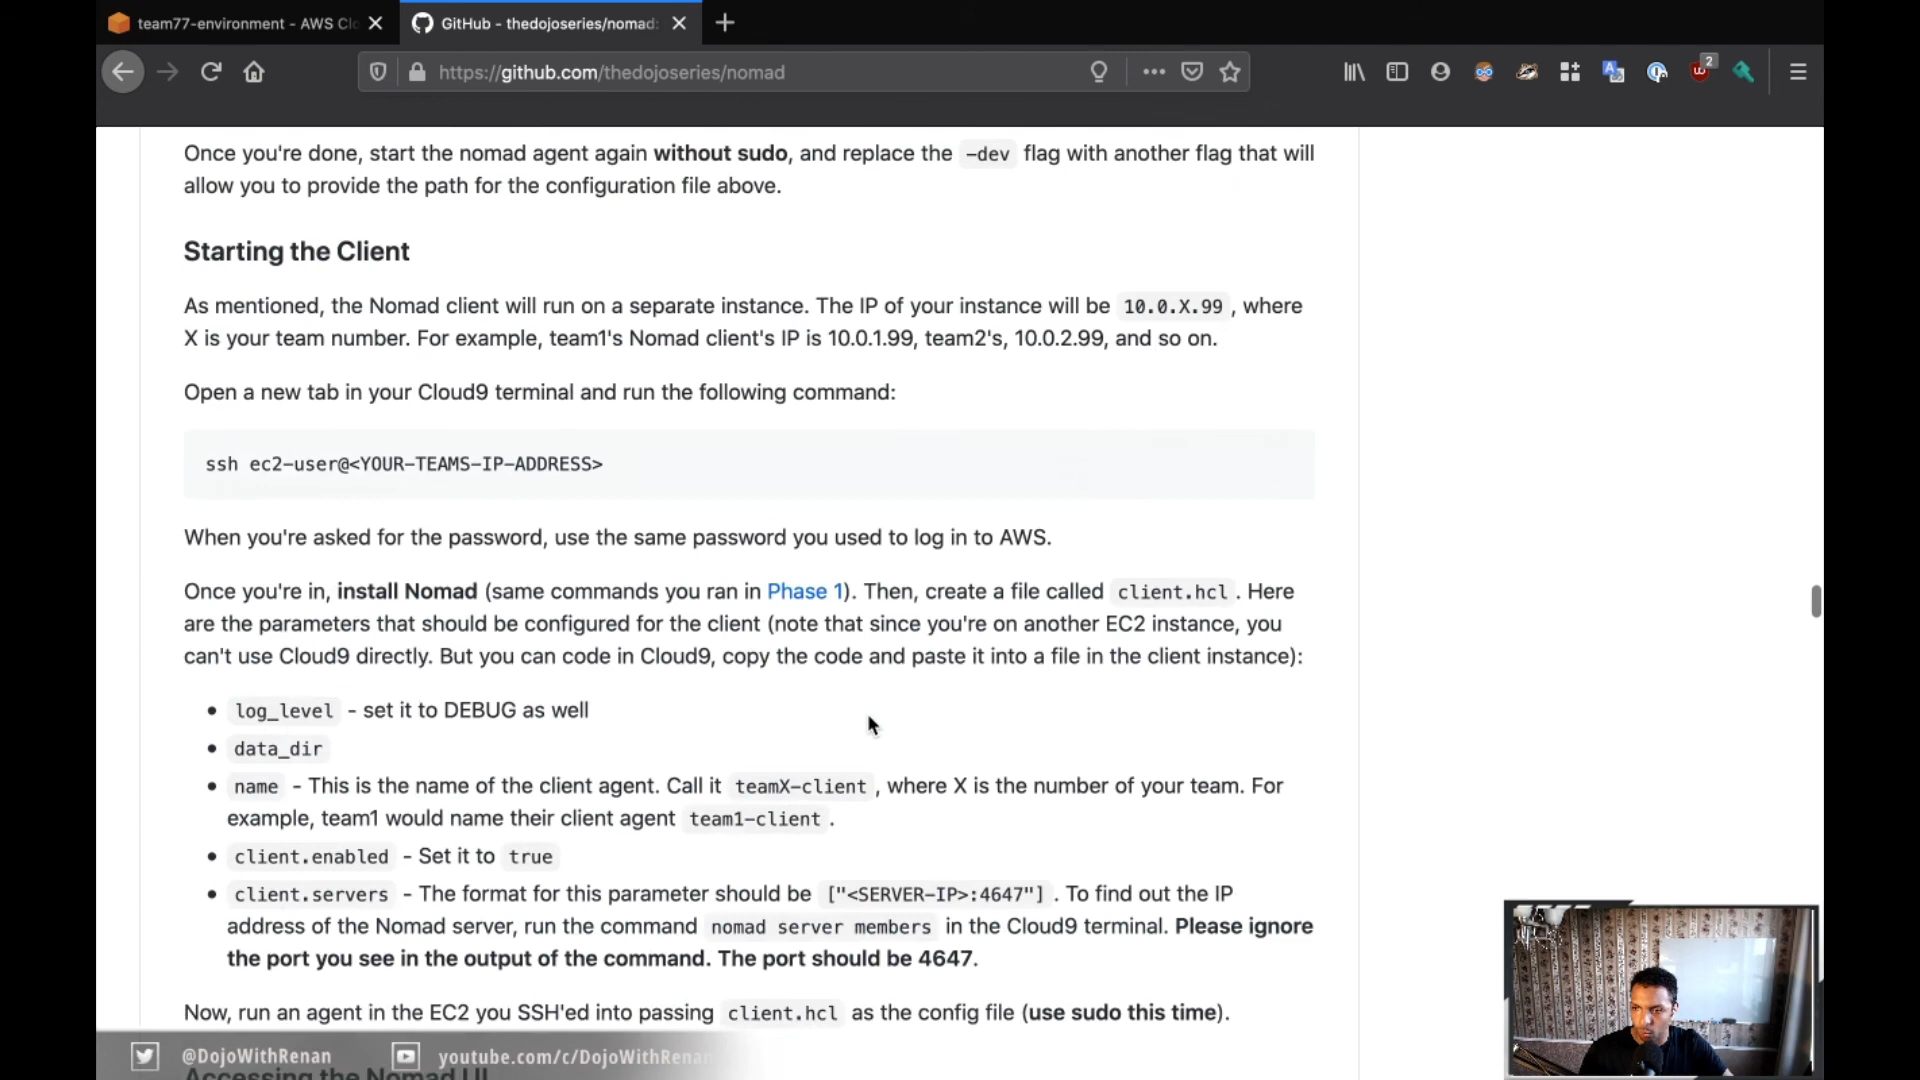 team77-environment - AWS Clo
GitHub - thedojoseries/nomad:
https://github.com/thedojoseries/nomad
2
Once you're done, start the nomad agent again without sudo, and replace the -dev flag with another flag that will
allow you to provide the path for the configuration file above.
Starting the Client
As mentioned, the Nomad client will run on a separate instance. The IP of your instance will be 10.0.X.99 , where
X is your team number. For example, team1's Nomad client's IP is 10.0.1.99, team2's, 10.0.2.99, and so on.
Open a new tab in your Cloud9 terminal and run the following command:
ssh ec2-user@<YOUR-TEAMS-IP-ADDRESS>
When you're asked for the password, use the same password you used to log in to AWS.
Once you're in, install Nomad (same commands you ran in Phase 1). Then, create a file called client.hcl . Here
are the parameters that should be configured for the client (note that since you're on another EC2 instance, you
can't use Cloud9 directly. But you can code in Cloud9, copy the code and paste it into a file in the client instance):
• log_level - set it to DEBUG as well
• data_dir
• name - This is the name of the client agent. Call it teamX-client , where X is the number of your team. For
example, team1 would name their client agent team1-client .
• client.enabled - Set it to true
• client.servers - The format for this parameter should be ["<SERVER-IP>:4647"] . To find out the IP
address of the Nomad server, run the command nomad server members in the Cloud9 terminal. Please ignore
the port you see in the output of the command. The port should be 4647.
Now, run an agent in the EC2 you SSH'ed into passing client.hcl as the config file (use sudo this time).
@DojoWithRenan youtube.com/c/DojoWithRenan
Accessing the Nomad UI